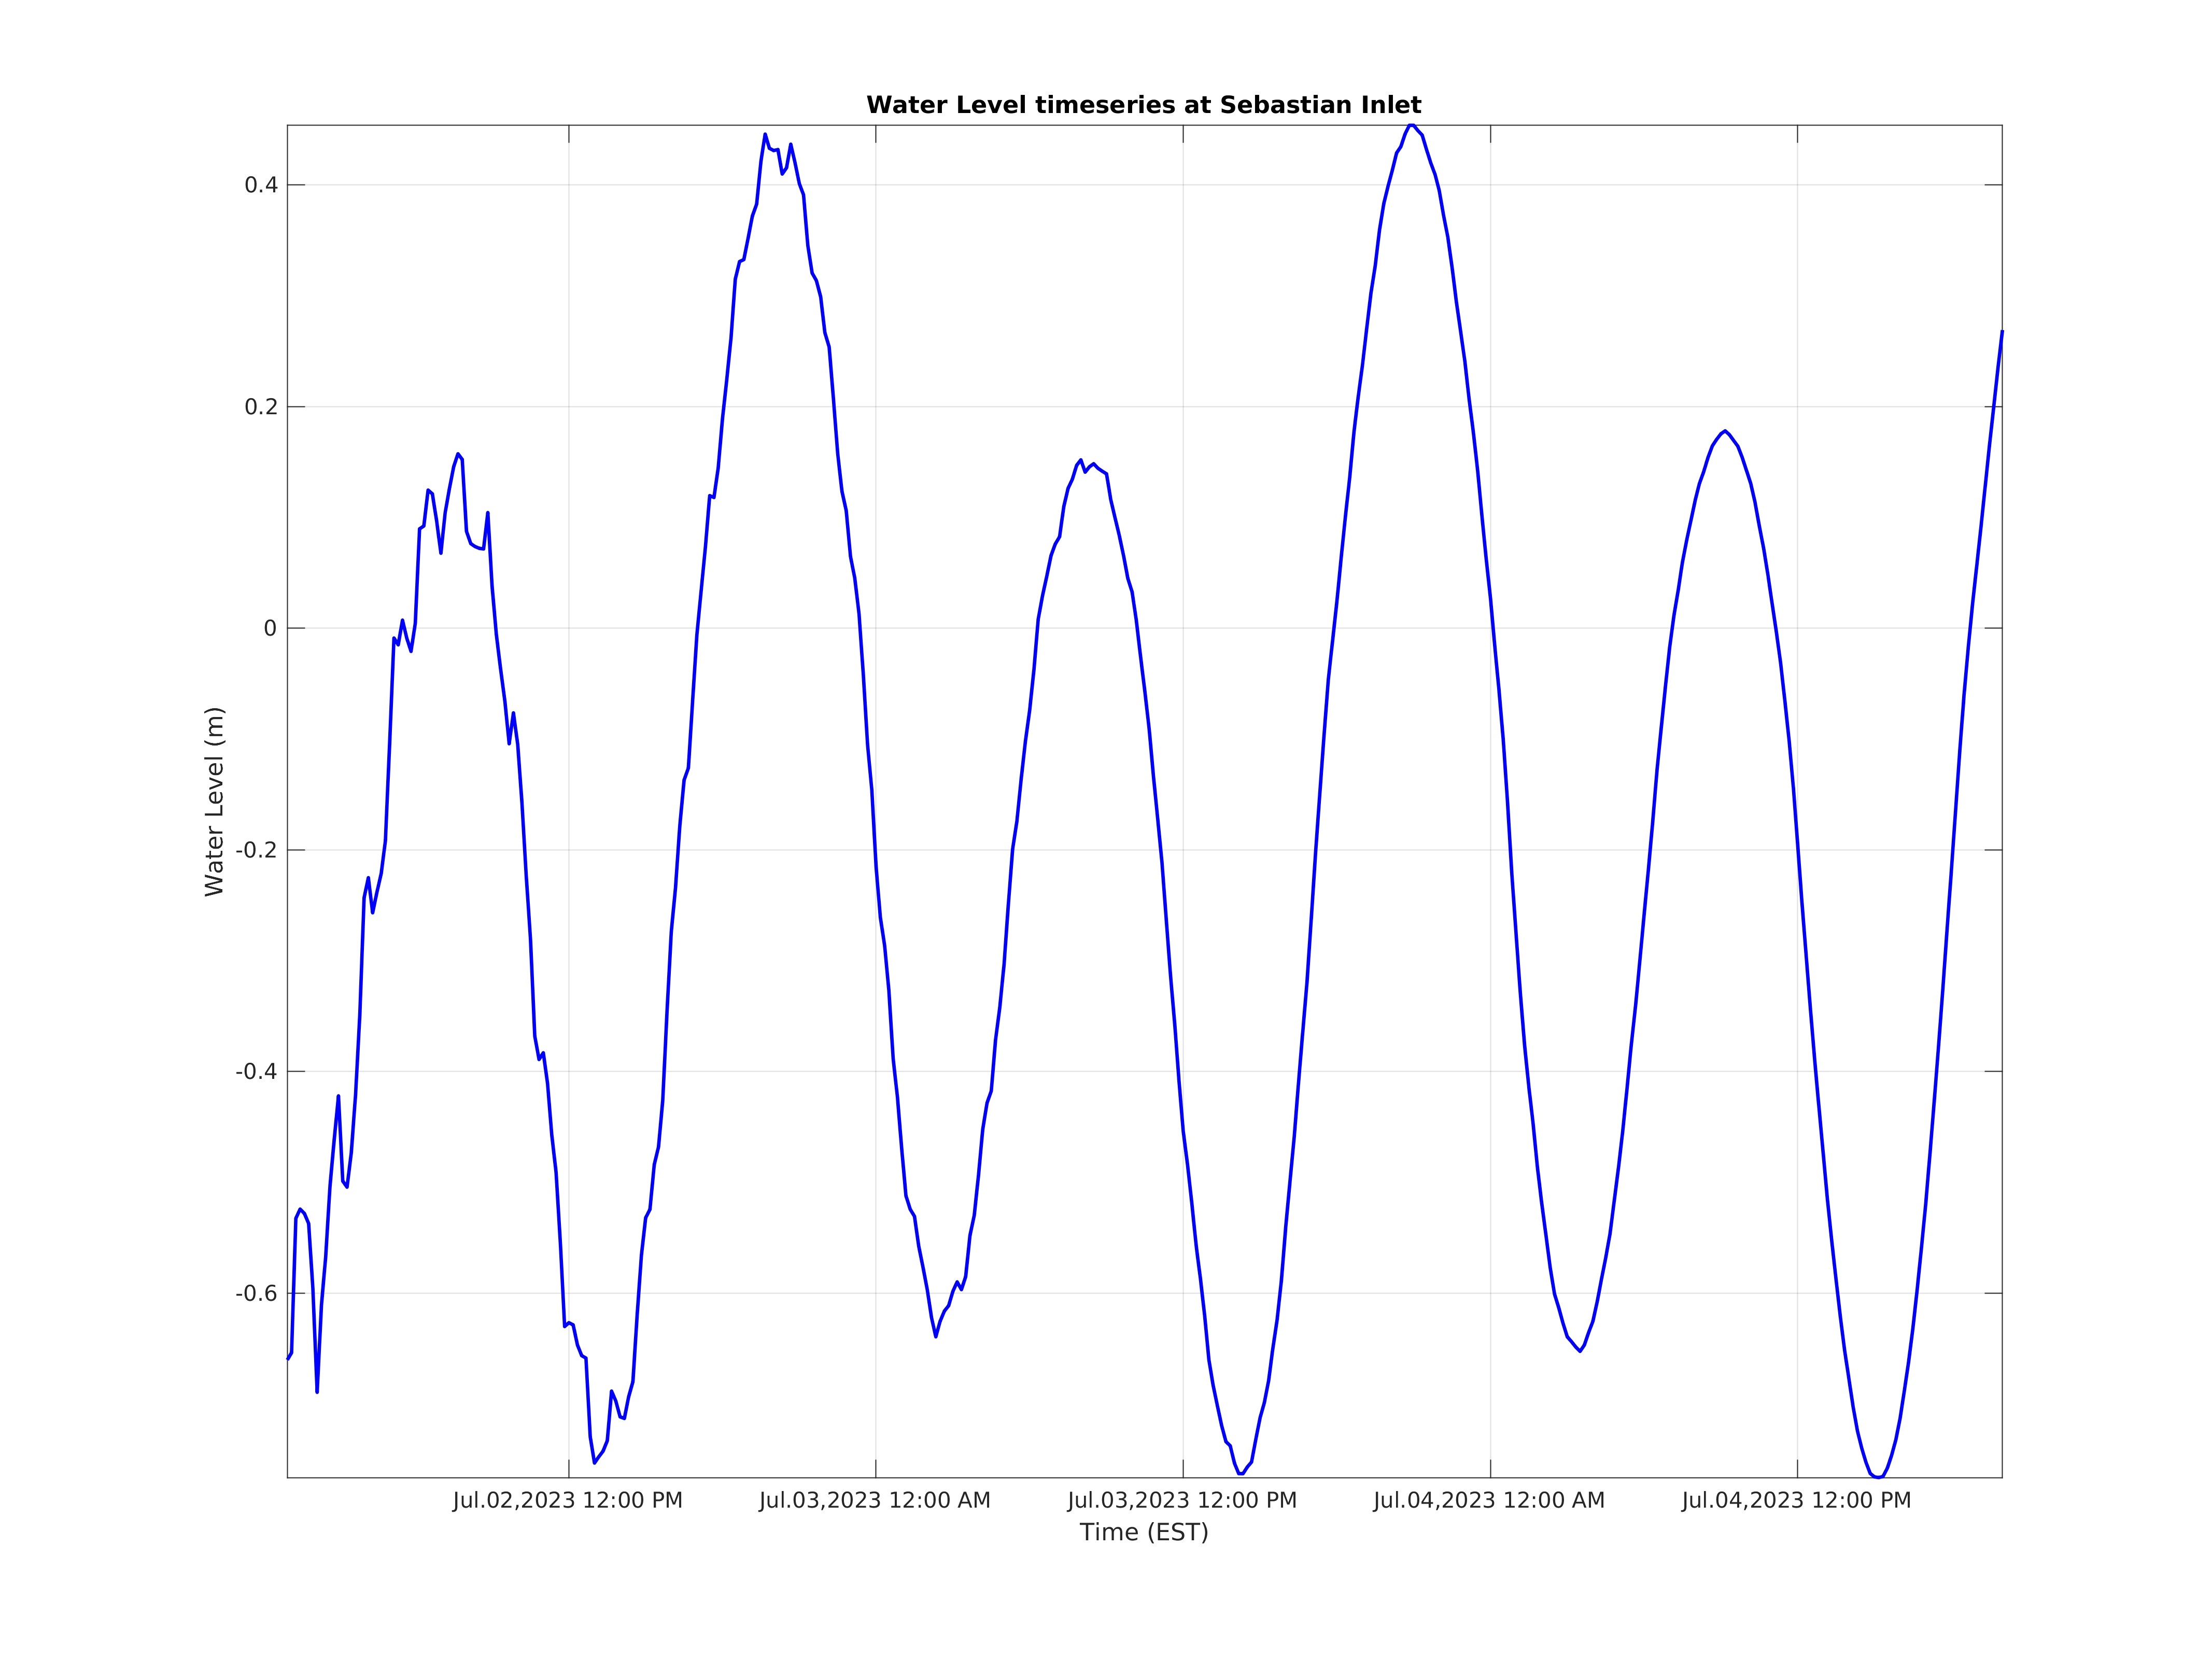 Water Level timeseries at Sebastian Inlet
0.4
0.2
0
-0.2
-0.4
-0.6
Water Level (m)
Jul.02,2023 12:00 PM
Jul.03,2023 12:00 AM
Jul.03,2023 12:00 PM
Jul.04,2023 12:00 AM
Jul.04,2023 12:00 PM
Time (EST)